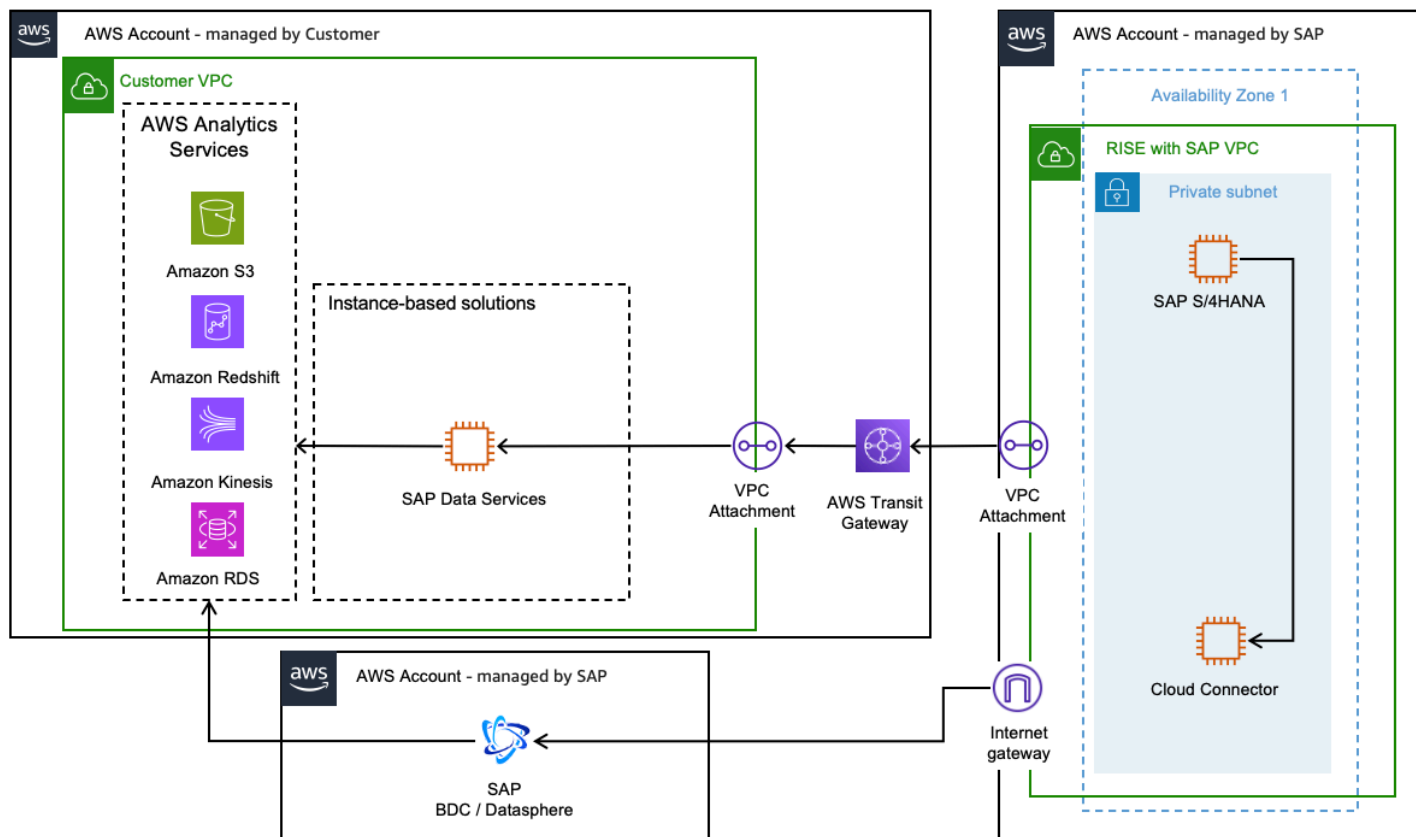 aws
AWS Account - managed by Customer
Customer VPC
AWS Analytics
Services
Amazon S3
Amazon Redshift
Amazon Kinesis
Amazon RDS
Instance-based solutions
SAP Data Services
VPC
Attachment
AWS Transit
Gateway
aws
AWS Account - managed by SAP
Availability Zone 1
RISE with SAP VPC
Private subnet
SAP S/4HANA
VPC
Attachment
Cloud Connector
Internet
gateway
aws
AWS Account - managed by SAP
SAP
BDC / Datasphere